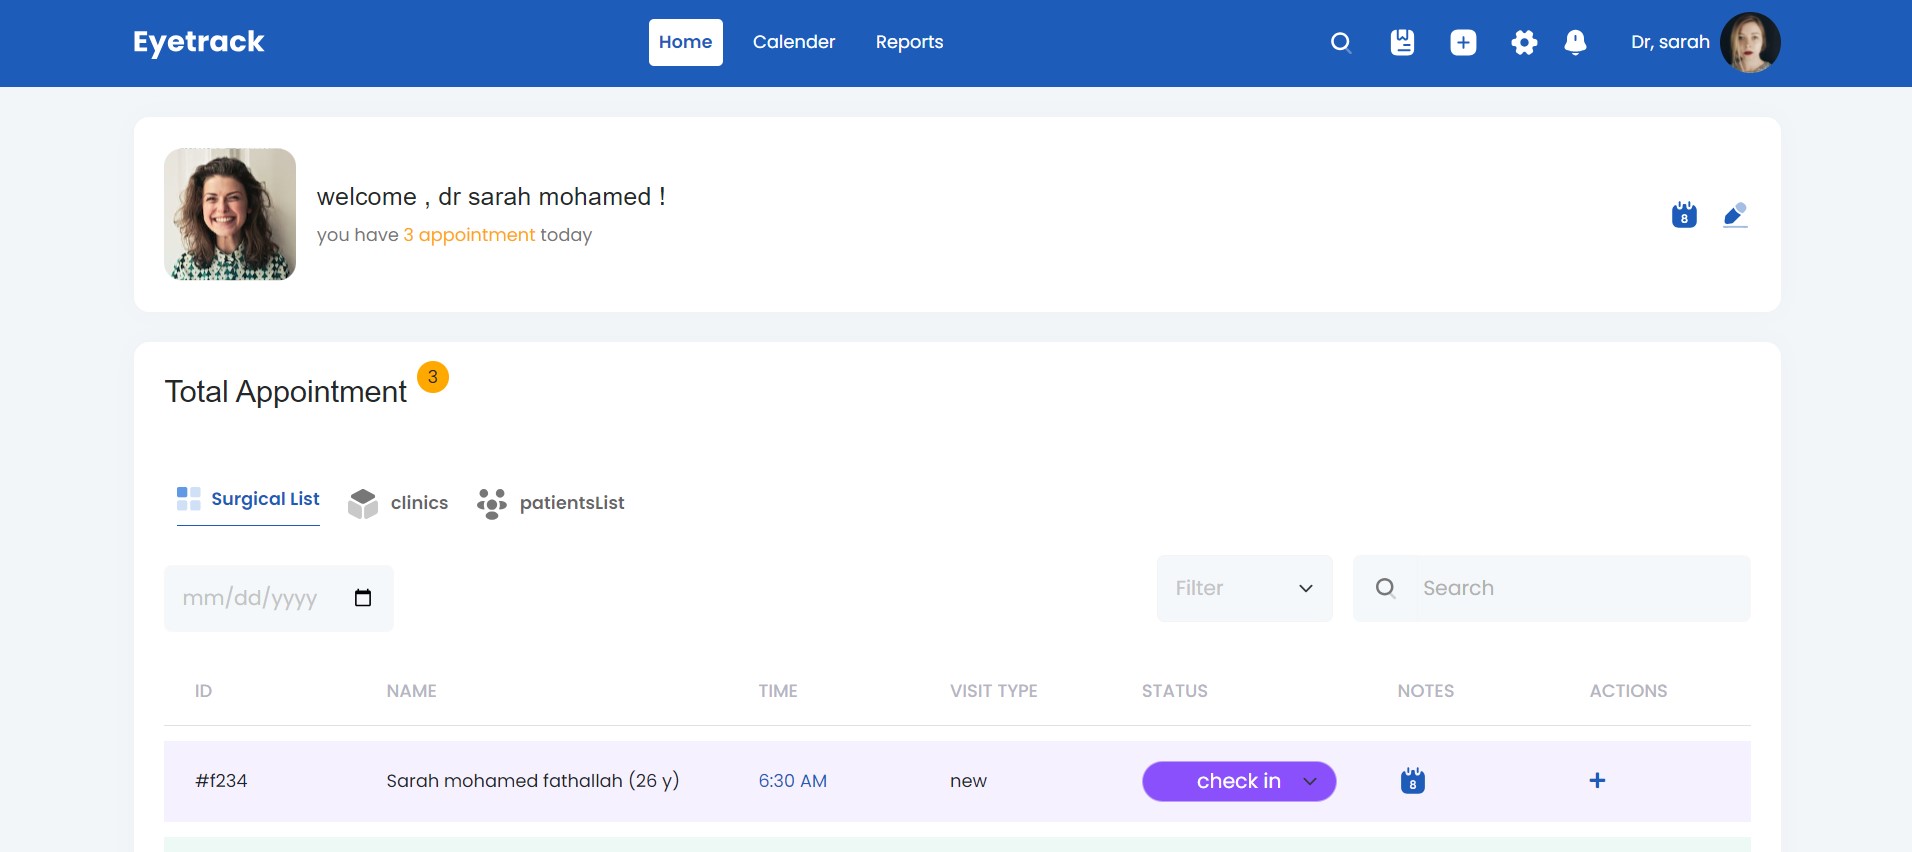 Eyetrack Home Calender Reports Dr, sarah
welcome , dr sarah mohamed !
you have 3 appointment today
8
Total Appointment 3
Surgical List clinics patientsList
mm/dd/yyyy Filter Search
ID NAME TIME VISIT TYPE STATUS NOTES ACTIONS
#f234 Sarah mohamed fathallah (26 y) 6:30 AM new check in 8 +